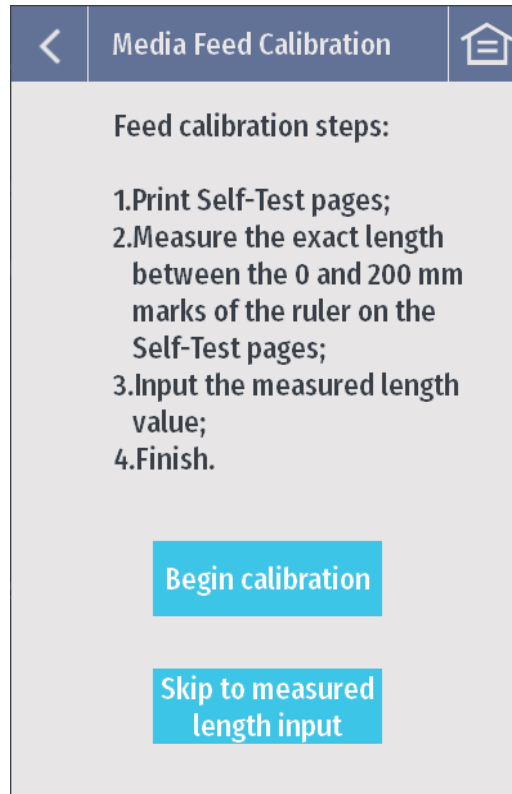 Media Feed Calibration
Feed calibration steps:
1.Print Self-Test pages;
2.Measure the exact length
between the 0 and 200 mm
marks of the ruler on the
Self-Test pages;
3.Input the measured length
value;
4.Finish.
Begin calibration
Skip to measured
length input